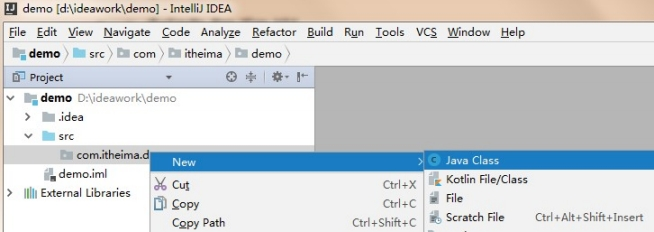 demo [d:\ideawork\demo] - IntelliJ IDEA
File Edit View Navigate Code Analyze Refactor Build Run Tools VCS Window Help
demo src com itheima demo
Project
demo D:\ideawork\demo
.idea
src
com.itheima.d
New
Java Class
demo.iml
Cut Ctrl+X
Kotlin File/Class
External Libraries
Copy Ctrl+C
File
Copy Path Ctrl+Shift+C
Scratch File Ctrl+Alt+Shift+Insert